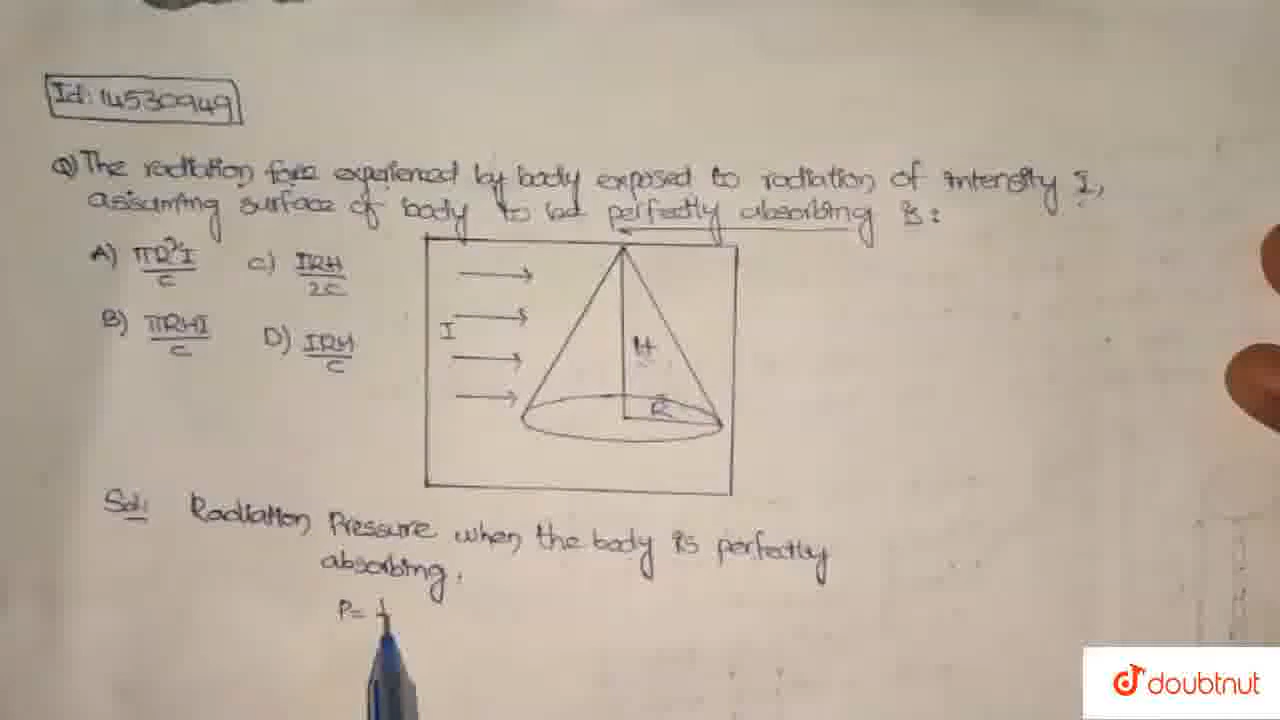 Id: 14530949
Q) The radiation force experienced by body exposed to radiation of intensity I,
assuming surface of body to be perfectly absorbing is:
A) πR²I/C C) IRH/2C
B) πRHI/C D) IRH/C
I
H
R
Sol: Radiation Pressure when the body is perfectly
absorbing,
P=
doubtnut